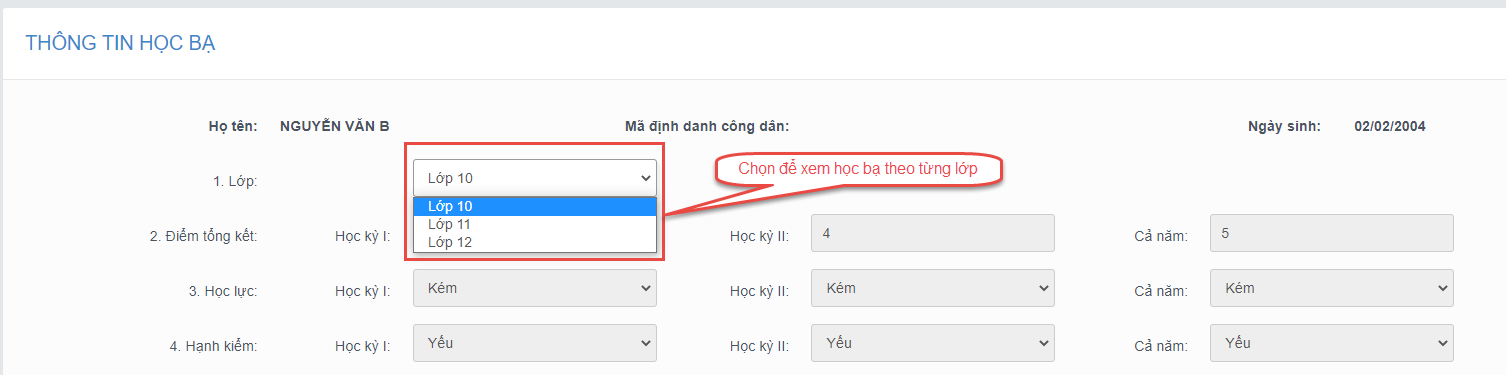 THÔNG TIN HỌC BẠ
Họ tên: NGUYỄN VĂN B Mã định danh công dân: Ngày sinh: 02/02/2004
1. Lớp: Lớp 10
Chọn để xem học bạ theo từng lớp
Lớp 10
Lớp 11
Lớp 12
2. Điểm tổng kết: Học kỳ I: Học kỳ II: 4 Cả năm: 5
3. Học lực: Học kỳ I: Kém Học kỳ II: Kém Cả năm: Kém
4. Hạnh kiểm: Học kỳ I: Yếu Học kỳ II: Yếu Cả năm: Yếu